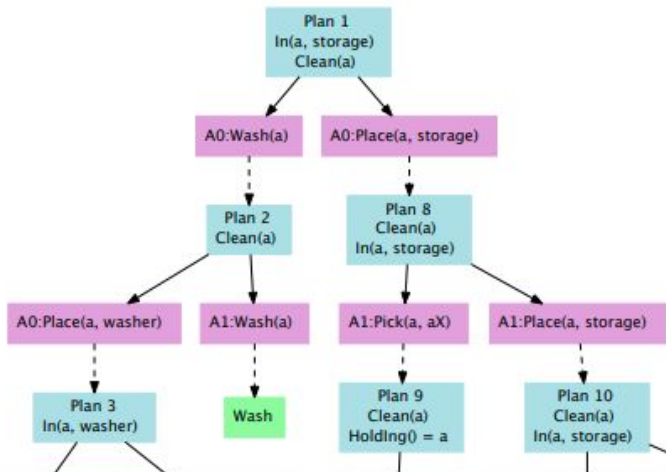 Plan 1
In(a, storage)
Clean(a)
A0:Wash(a)
A0:Place(a, storage)
Plan 2
Clean(a)
Plan 8
Clean(a)
In(a, storage)
A0:Place(a, washer)
A1:Wash(a)
A1:Pick(a, aX)
A1:Place(a, storage)
Plan 3
In(a, washer)
Wash
Plan 9
Clean(a)
HoldIng() = a
Plan 10
Clean(a)
In(a, storage)